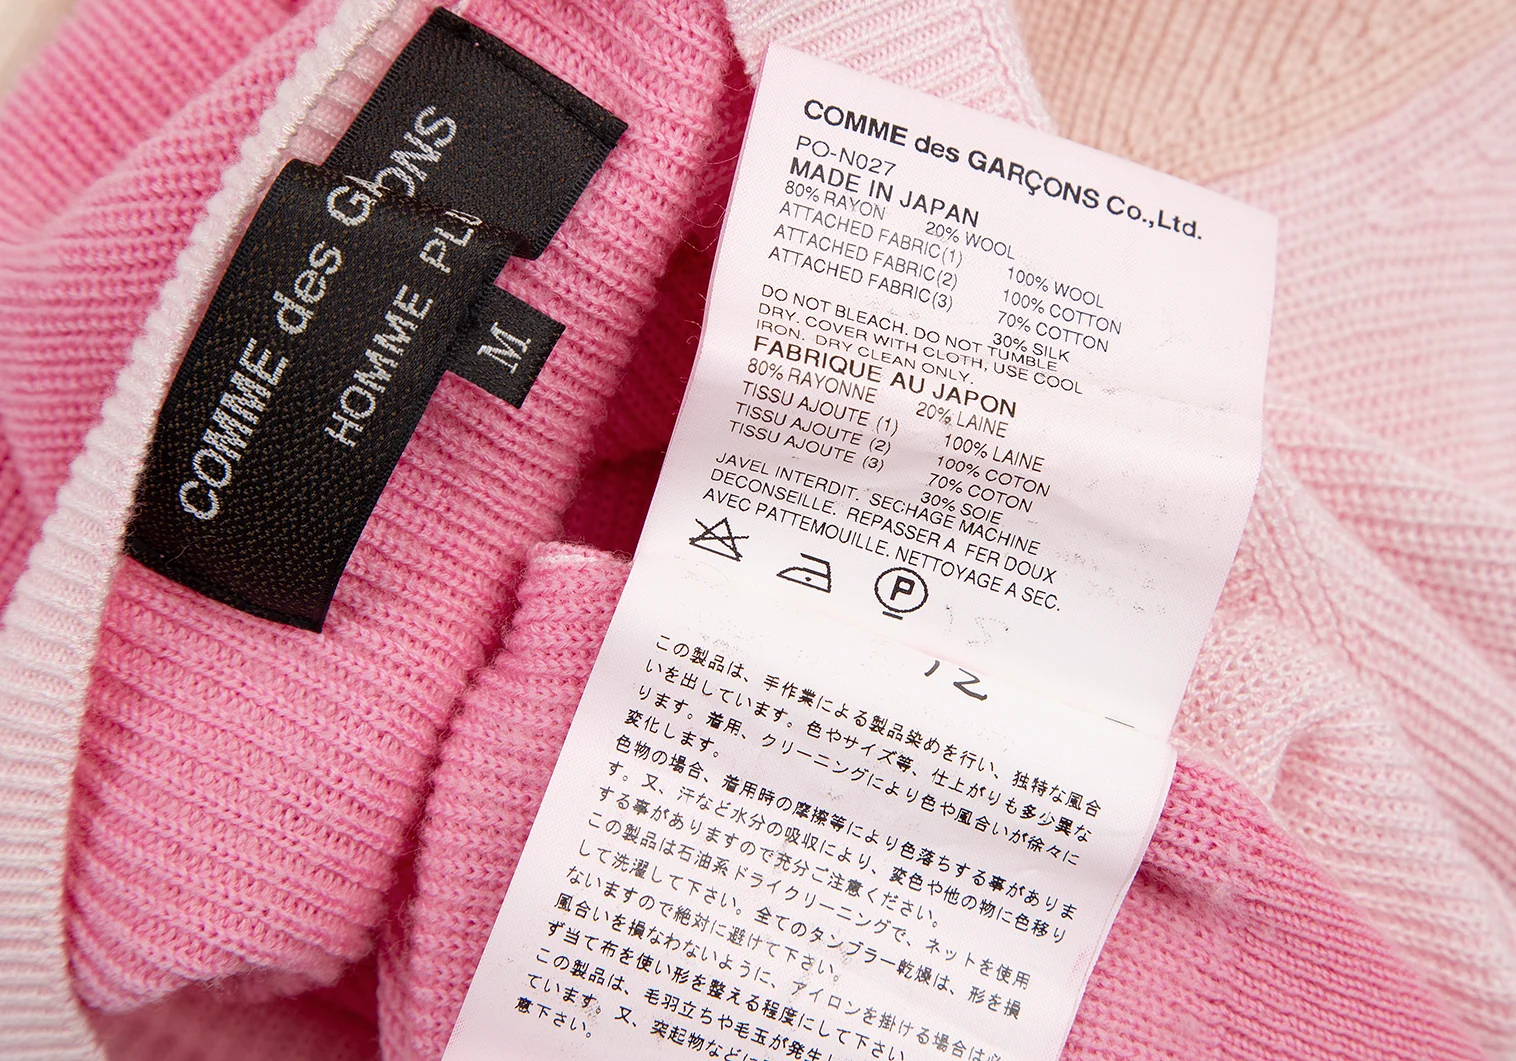 COMME des GARÇONS
HOMME PLU
M
COMME des GARÇONS Co.,Ltd.
PO-N027
MADE IN JAPAN
80% RAYON 20% WOOL
ATTACHED FABRIC(1) 100% WOOL
ATTACHED FABRIC(2) 100% COTTON
ATTACHED FABRIC(3) 70% COTTON
30% SILK
DO NOT BLEACH. DO NOT TUMBLE
DRY. COVER WITH CLOTH, USE COOL
IRON. DRY CLEAN ONLY.
FABRIQUE AU JAPON
80% RAYONNE 20% LAINE
TISSU AJOUTE (1) 100% LAINE
TISSU AJOUTE (2) 100% COTON
TISSU AJOUTE (3) 70% COTON
30% SOIE
JAVEL INTERDIT. SECHAGE MACHINE
DECONSEILLE. REPASSER A FER DOUX
AVEC PATTEMOUILLE. NETTOYAGE A SEC.
P
12
この製品は、手作業による製品染めを行い、独特な風合
いを出しています。色やサイズ等、仕上がりも多少異な
ります。着用、クリーニングにより色や風合いが徐々に
変化します。
色物の場合、着用時の摩擦等により色落ちする事がありま
す。又、汗など水分の吸収により、変色や他の物に色移り
する事がありますので充分ご注意ください。
この製品は石油系ドライクリーニングで、ネットを使用
して洗濯して下さい。全てのタンブラー乾燥は、形を損
ないますので絶対に避けて下さい。
風合いを損なわないように、アイロンを掛ける場合は必
ず当て布を使い形を整える程度にして下さい
この製品は、毛羽立ちや毛玉が発生し
ています。又、突起物などに
意下さい。